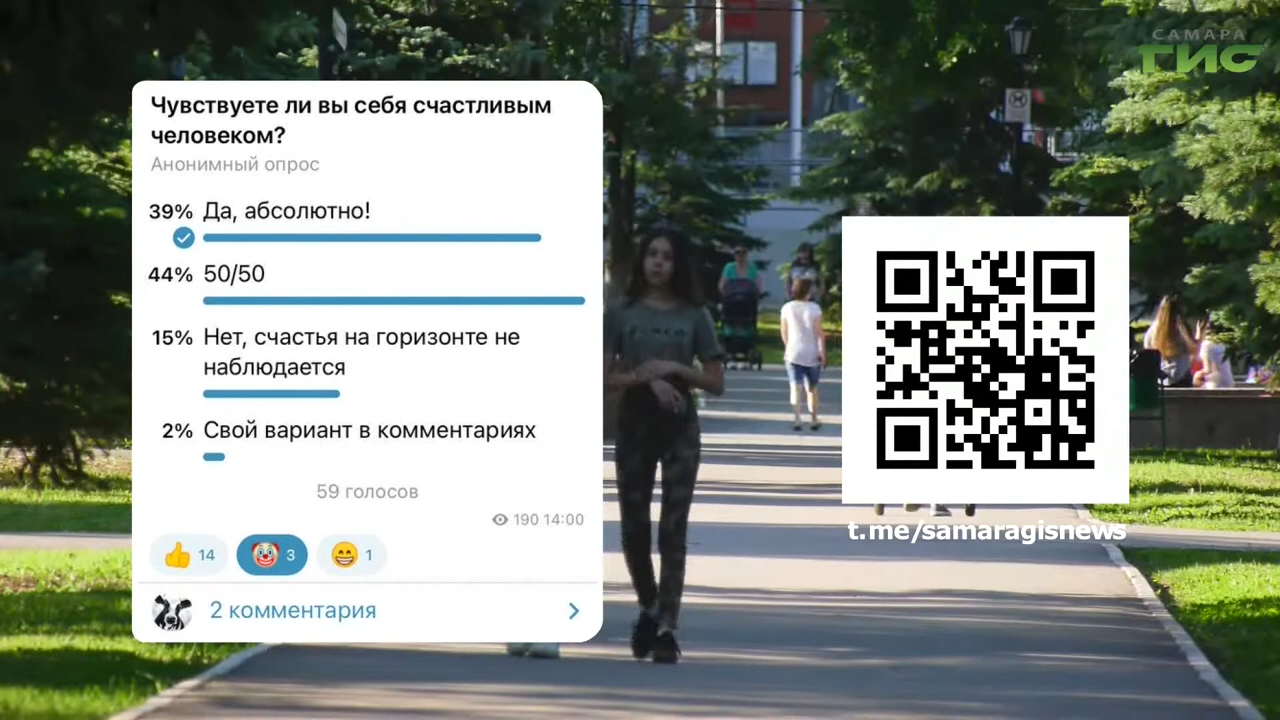 САМАРА
ГИС
Чувствуете ли вы себя счастливым
человеком?
Анонимный опрос
39% Да, абсолютно!
44% 50/50
15% Нет, счастья на горизонте не
наблюдается
2% Свой вариант в комментариях
59 голосов
190 14:00
14
3
1
2 комментария
t.me/samaragisnews